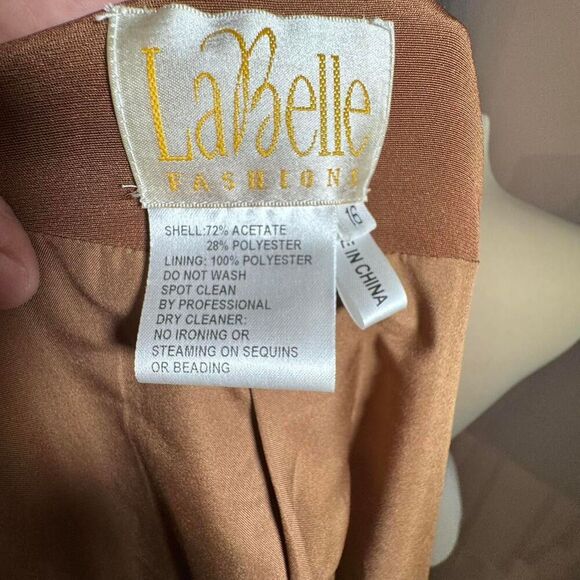 LaBelle
FASHIONS
SHELL:72% ACETATE
28% POLYESTER
LINING: 100% POLYESTER
DO NOT WASH
SPOT CLEAN
BY PROFESSIONAL
DRY CLEANER:
NO IRONING OR
STEAMING ON SEQUINS
OR BEADING
16
E IN CHINA